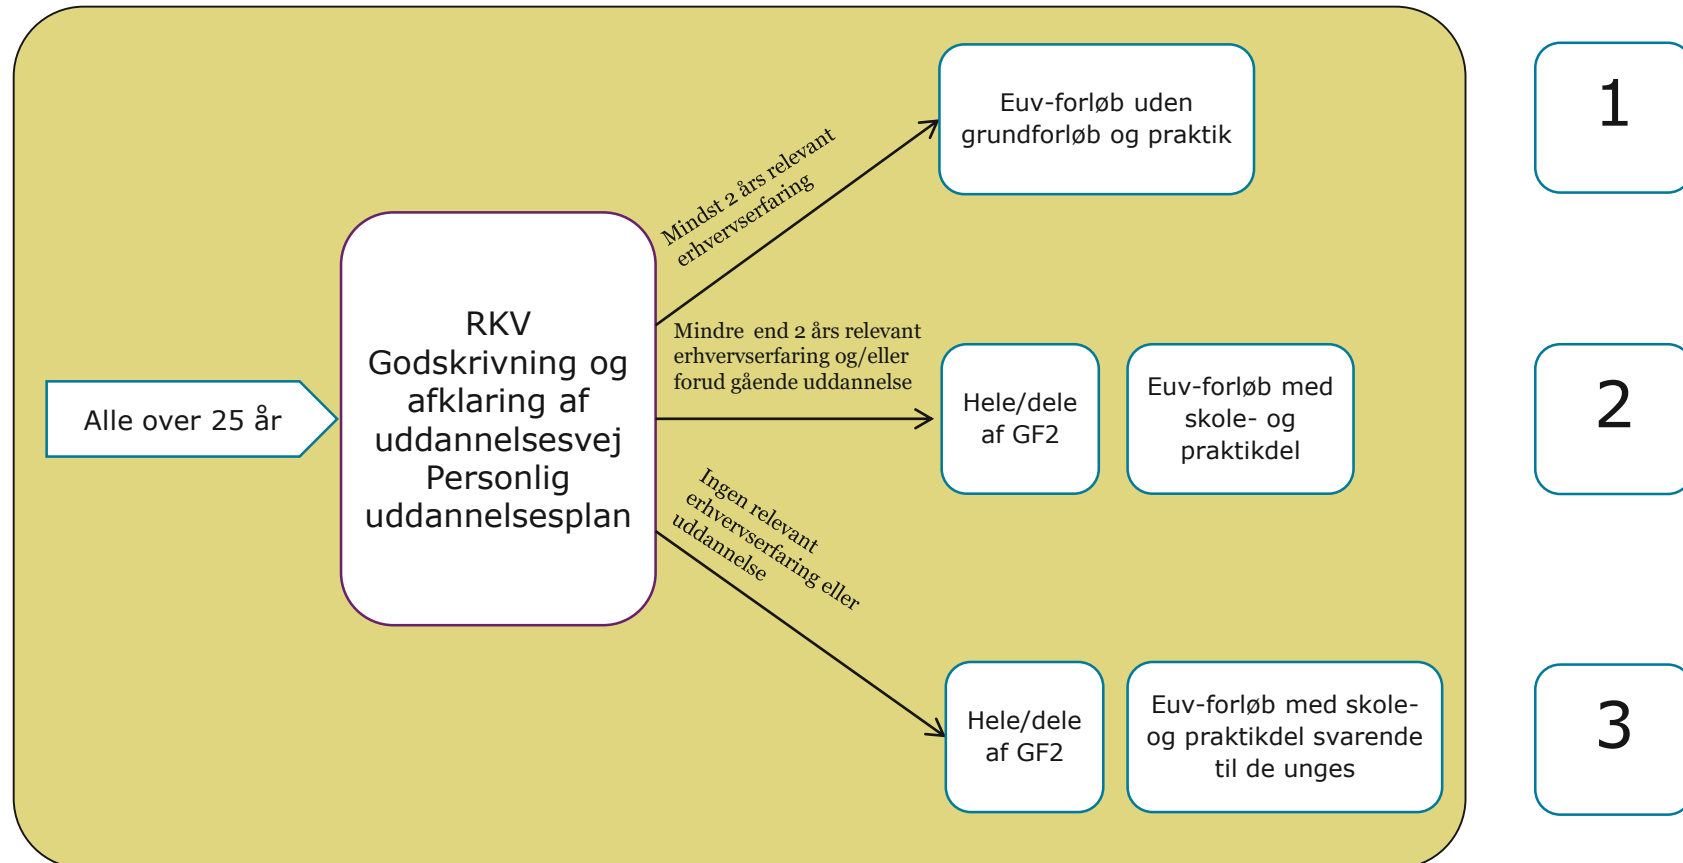 Alle over 25 år
RKV
Godskrivning og
afklaring af
uddannelsesvej
Personlig
uddannelsesplan
Mindst 2 års relevant
erhvervserfaring
Euv-forløb uden
grundforløb og praktik
1
Mindre end 2 års relevant
erhvervserfaring og/eller
forud gående uddannelse
Hele/dele
af GF2
Euv-forløb med
skole- og
praktikdel
2
Ingen relevant
erhvervserfaring eller
uddannelse
Hele/dele
af GF2
Euv-forløb med skole-
og praktikdel svarende
til de unges
3